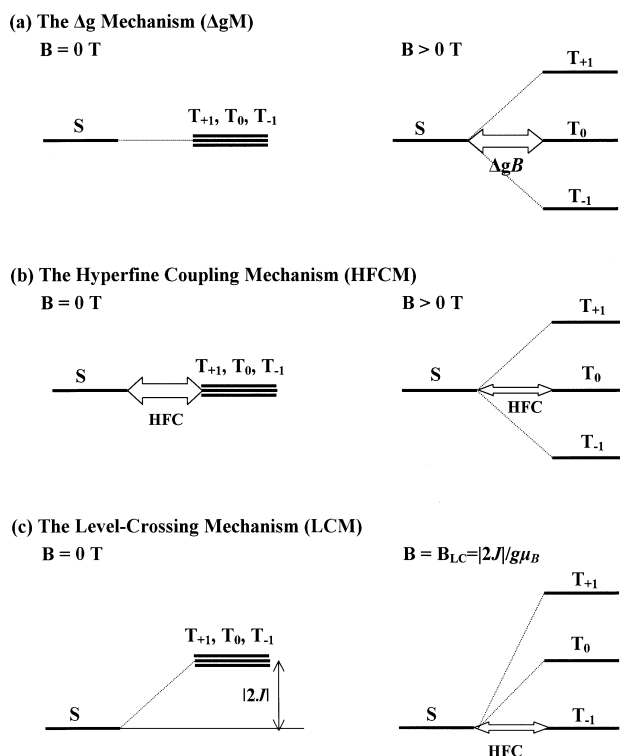 (a) The Δg Mechanism (ΔgM)
B = 0 T
B > 0 T
T+1
S
T+1, T0, T-1
S
T0
ΔgB
T-1
(b) The Hyperfine Coupling Mechanism (HFCM)
B = 0 T
B > 0 T
T+1
S
T+1, T0, T-1
S
T0
HFC
HFC
T-1
(c) The Level-Crossing Mechanism (LCM)
B = 0 T
B = BLC=|2J|/gμB
T+1
T+1, T0, T-1
T0
|2J|
S
S
T-1
HFC